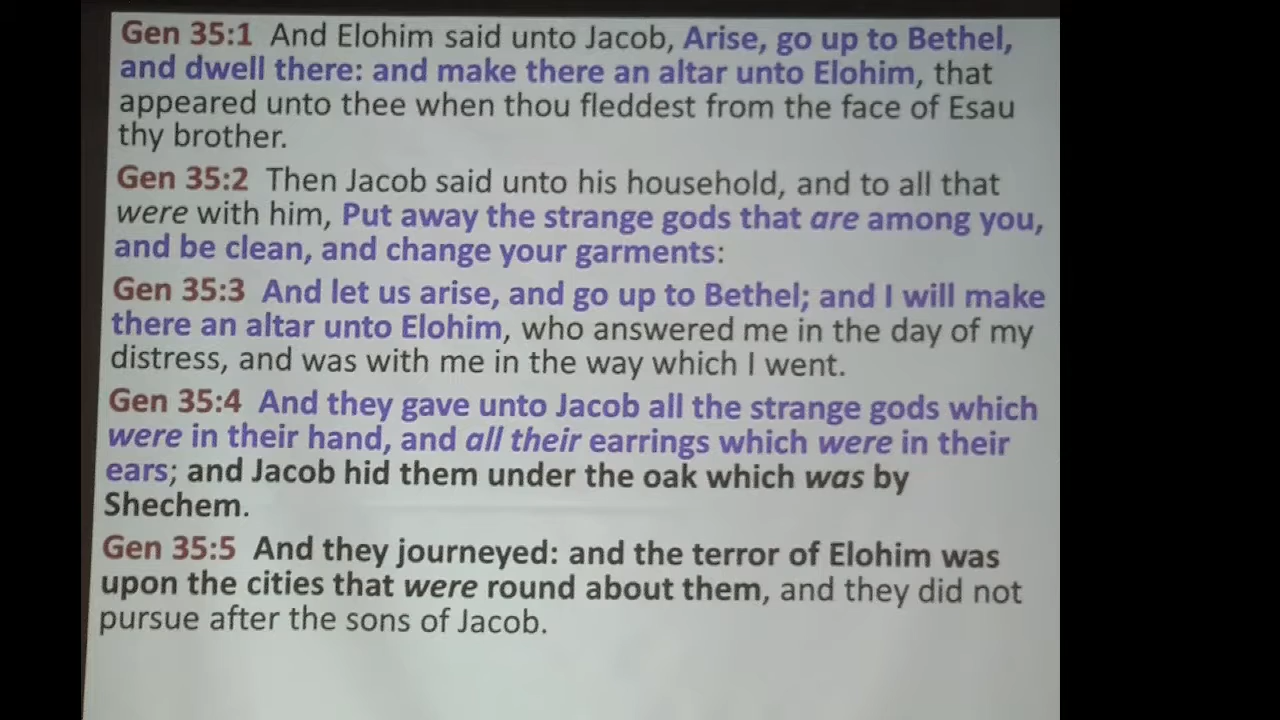 Gen 35:1 And Elohim said unto Jacob, Arise, go up to Bethel,
and dwell there: and make there an altar unto Elohim, that
appeared unto thee when thou fleddest from the face of Esau
thy brother.
Gen 35:2 Then Jacob said unto his household, and to all that
were with him, Put away the strange gods that are among you,
and be clean, and change your garments:
Gen 35:3 And let us arise, and go up to Bethel; and I will make
there an altar unto Elohim, who answered me in the day of my
distress, and was with me in the way which I went.
Gen 35:4 And they gave unto Jacob all the strange gods which
were in their hand, and all their earrings which were in their
ears; and Jacob hid them under the oak which was by
Shechem.
Gen 35:5 And they journeyed: and the terror of Elohim was
upon the cities that were round about them, and they did not
pursue after the sons of Jacob.